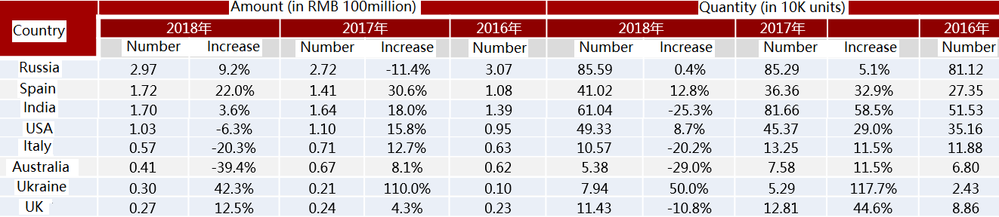 Amount (in RMB 100million) Quantity (in 10K units)
Country 2018年 2017年 2016年 2018年 2017年 2016年
Number Increase Number Increase Number Number Increase Number Increase Number
Russia 2.97 9.2% 2.72 -11.4% 3.07 85.59 0.4% 85.29 5.1% 81.12
Spain 1.72 22.0% 1.41 30.6% 1.08 41.02 12.8% 36.36 32.9% 27.35
India 1.70 3.6% 1.64 18.0% 1.39 61.04 -25.3% 81.66 58.5% 51.53
USA 1.03 -6.3% 1.10 15.8% 0.95 49.33 8.7% 45.37 29.0% 35.16
Italy 0.57 -20.3% 0.71 12.7% 0.63 10.57 -20.2% 13.25 11.5% 11.88
Australia 0.41 -39.4% 0.67 8.1% 0.62 5.38 -29.0% 7.58 11.5% 6.80
Ukraine 0.30 42.3% 0.21 110.0% 0.10 7.94 50.0% 5.29 117.7% 2.43
UK 0.27 12.5% 0.24 4.3% 0.23 11.43 -10.8% 12.81 44.6% 8.86